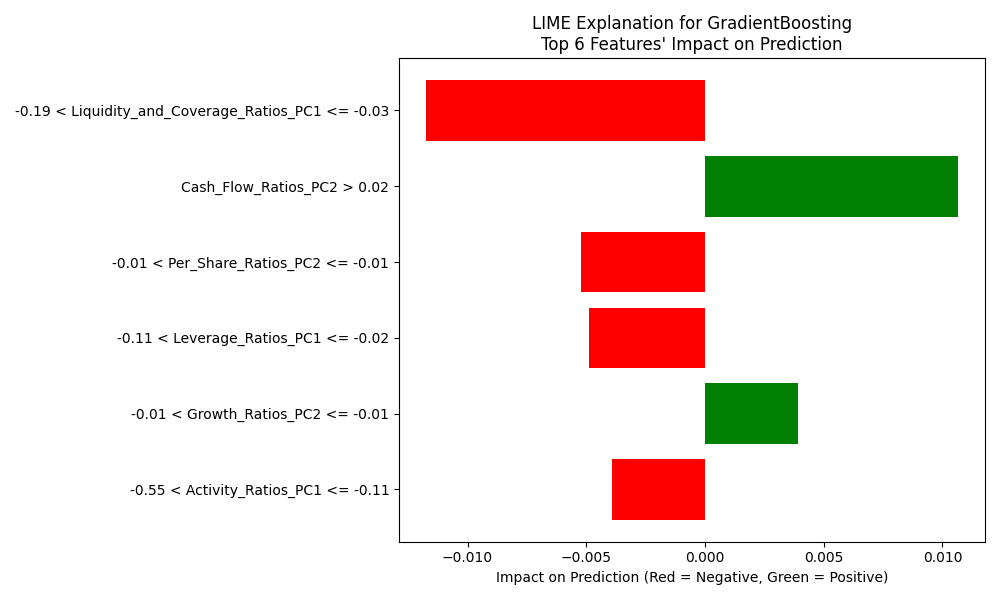 LIME Explanation for GradientBoosting
Top 6 Features' Impact on Prediction
-0.19 < Liquidity_and_Coverage_Ratios_PC1 <= -0.03
Cash_Flow_Ratios_PC2 > 0.02
-0.01 < Per_Share_Ratios_PC2 <= -0.01
-0.11 < Leverage_Ratios_PC1 <= -0.02
-0.01 < Growth_Ratios_PC2 <= -0.01
-0.55 < Activity_Ratios_PC1 <= -0.11
−0.010 −0.005 0.000 0.005 0.010
Impact on Prediction (Red = Negative, Green = Positive)